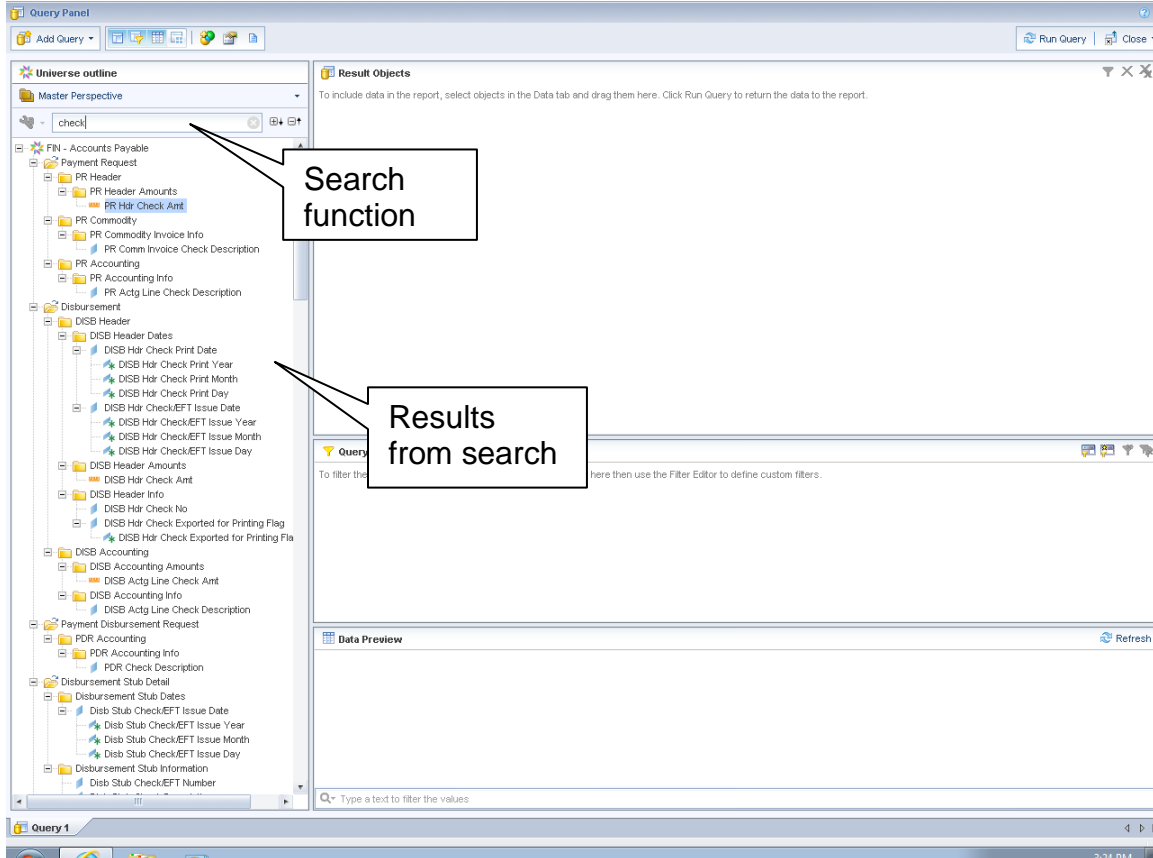 Query Panel
Add Query
Run Query
Close
Universe outline
Master Perspective
check
FIN - Accounts Payable
Payment Request
PR Header
PR Header Amounts
PR Hdr Check Amt
PR Commodity
PR Commodity Invoice Info
PR Comm Invoice Check Description
PR Accounting
PR Accounting Info
PR Actg Line Check Description
Disbursement
DISB Header
DISB Header Dates
DISB Hdr Check Print Date
DISB Hdr Check Print Year
DISB Hdr Check Print Month
DISB Hdr Check Print Day
DISB Hdr Check/EFT Issue Date
DISB Hdr Check/EFT Issue Year
DISB Hdr Check/EFT Issue Month
DISB Hdr Check/EFT Issue Day
DISB Header Amounts
DISB Hdr Check Amt
DISB Header Info
DISB Hdr Check No
DISB Hdr Check Exported for Printing Flag
DISB Hdr Check Exported for Printing Fla
DISB Accounting
DISB Accounting Amounts
DISB Actg Line Check Amt
DISB Accounting Info
DISB Actg Line Check Description
Payment Disbursement Request
PDR Accounting
PDR Accounting Info
PDR Check Description
Disbursement Stub Detail
Disbursement Stub Dates
Disb Stub Check/EFT Issue Date
Disb Stub Check/EFT Issue Year
Disb Stub Check/EFT Issue Month
Disb Stub Check/EFT Issue Day
Disbursement Stub Information
Disb Stub Check/EFT Number
Result Objects
To include data in the report, select objects in the Data tab and drag them here. Click Run Query to return the data to the report.
Search
function
Results
from search
Query
To filter the
here then use the Filter Editor to define custom filters.
Data Preview
Refresh
Type a text to filter the values
Query 1